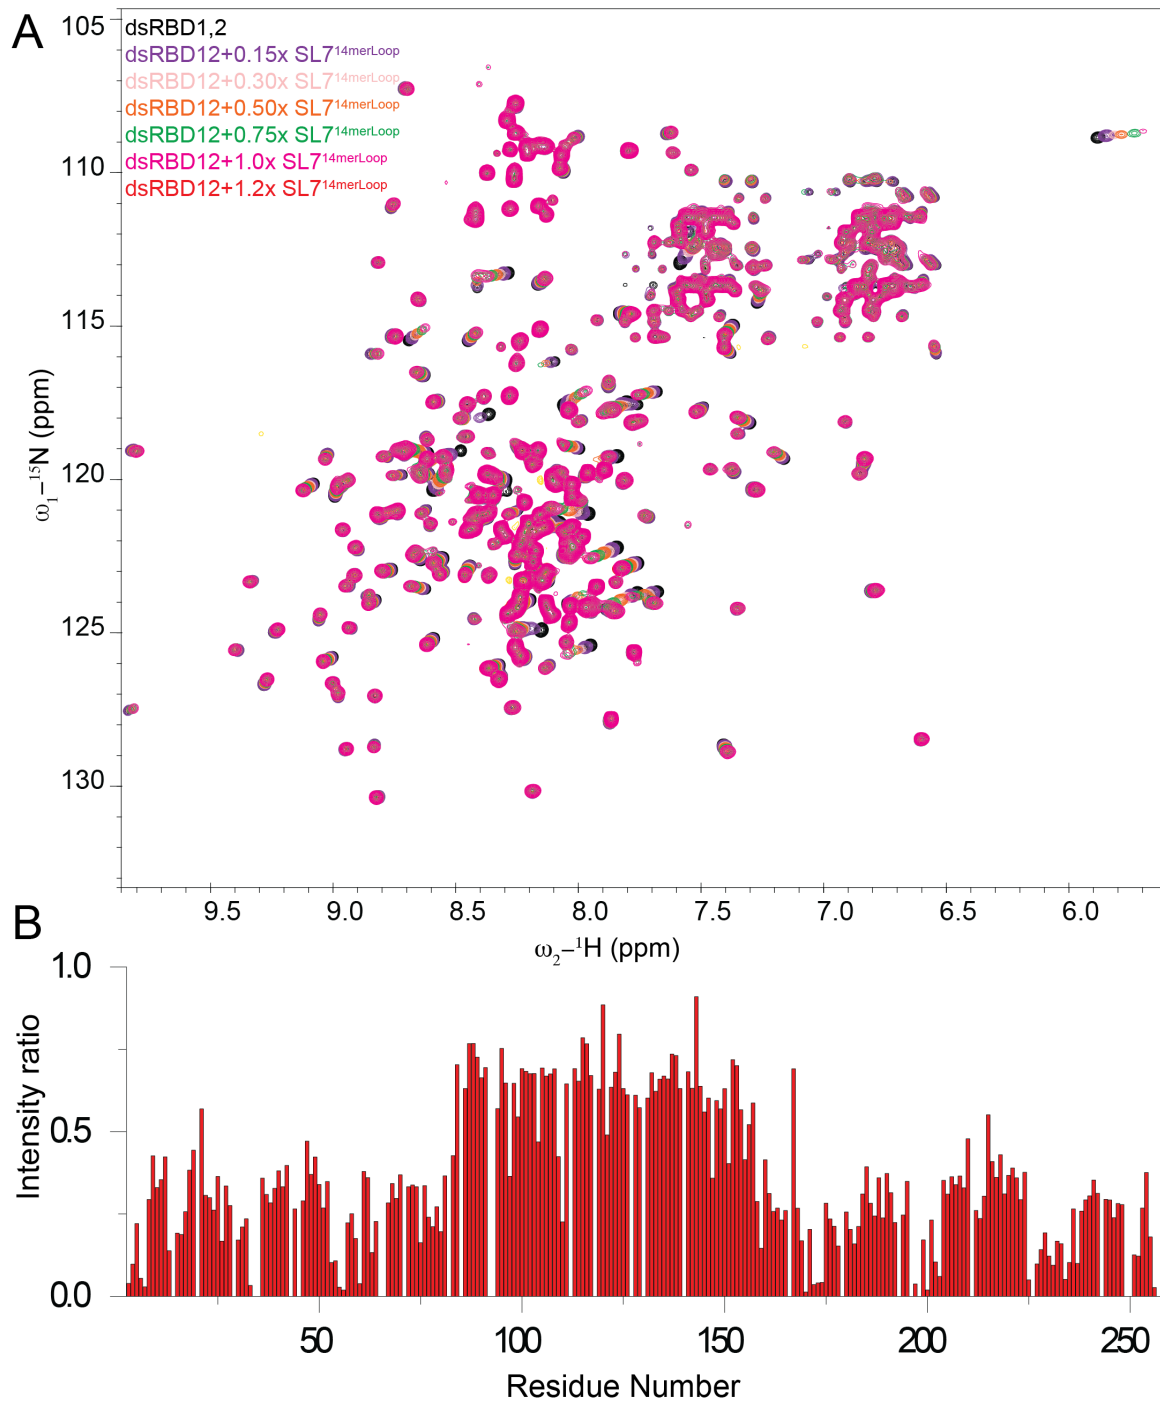 A
dsRBD1,2
dsRBD12+0.15x SL714merLoop
dsRBD12+0.30x SL714merLoop
dsRBD12+0.50x SL714merLoop
dsRBD12+0.75x SL714merLoop
dsRBD12+1.0x SL714merLoop
dsRBD12+1.2x SL714merLoop
105
110
115
120
125
130
ω1–15N (ppm)
9.5 9.0 8.5 8.0 7.5 7.0 6.5 6.0
ω2–1H (ppm)
B
1.0
0.5
0.0
Intensity ratio
50 100 150 200 250
Residue Number